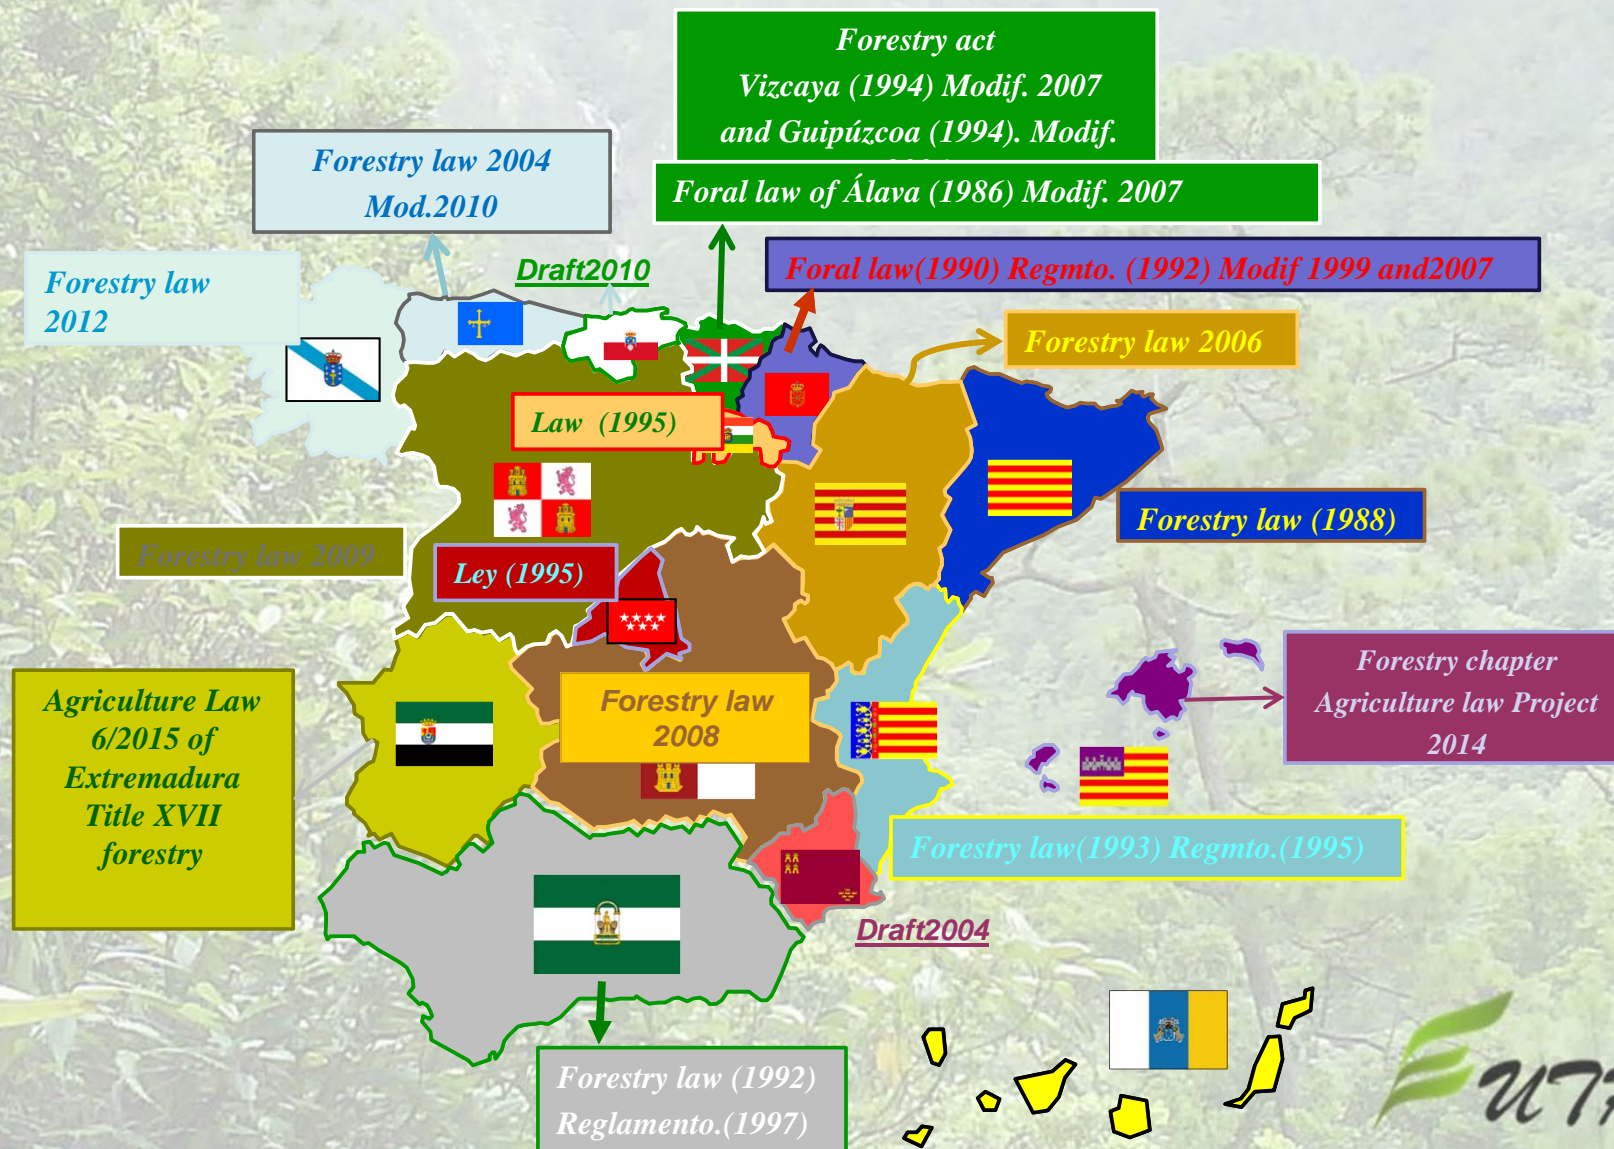 Forestry act
Vizcaya (1994) Modif. 2007
and Guipúzcoa (1994). Modif.
Forestry law 2004
Mod.2010
Foral law of Álava (1986) Modif. 2007
Draft2010
Foral law(1990) Regmto. (1992) Modif 1999 and2007
Forestry law
2012
Forestry law 2006
Law (1995)
Forestry law (1988)
Forestry law 2009
Ley (1995)
Agriculture Law
6/2015 of
Extremadura
Title XVII
forestry
Forestry law
2008
Forestry chapter
Agriculture law Project
2014
Forestry law(1993) Regmto.(1995)
Draft2004
Forestry law (1992)
Reglamento.(1997)